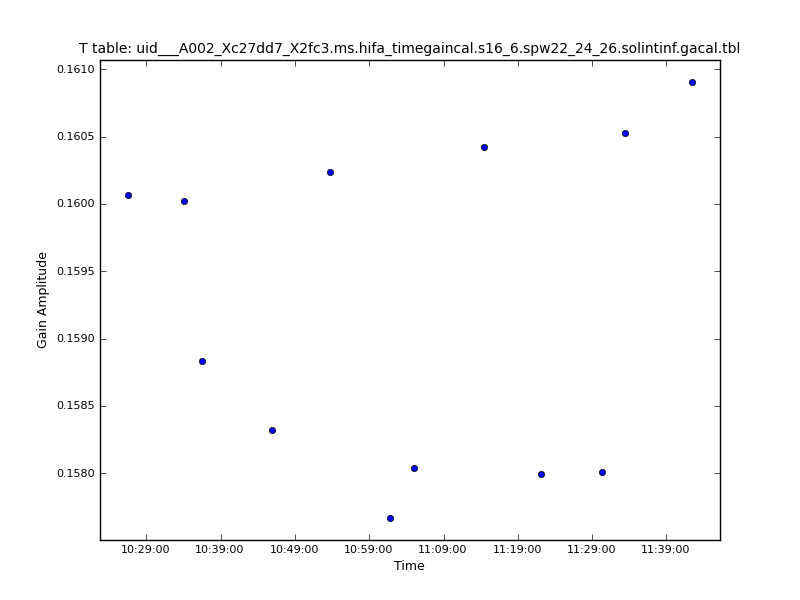 T table: uid___A002_Xc27dd7_X2fc3.ms.hifa_timegaincal.s16_6.spw22_24_26.solintinf.gacal.tbl
0.1610
0.1605
0.1600
0.1595
0.1590
0.1585
0.1580
Gain Amplitude
10:29:00 10:39:00 10:49:00 10:59:00 11:09:00 11:19:00 11:29:00 11:39:00
Time